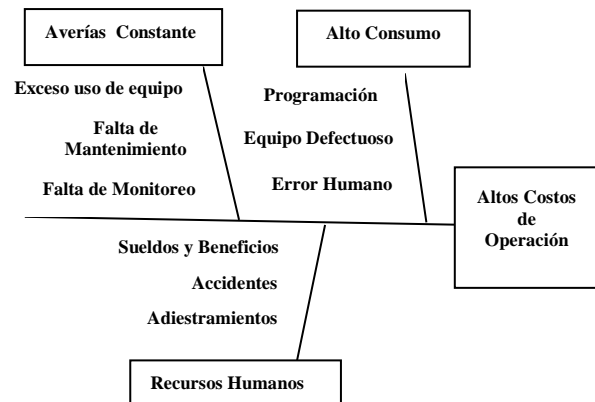 Averías Constante
Alto Consumo
Exceso uso de equipo
Falta de
Mantenimiento
Falta de Monitoreo
Programación
Equipo Defectuoso
Error Humano
Altos Costos
de
Operación
Sueldos y Beneficios
Accidentes
Adiestramientos
Recursos Humanos